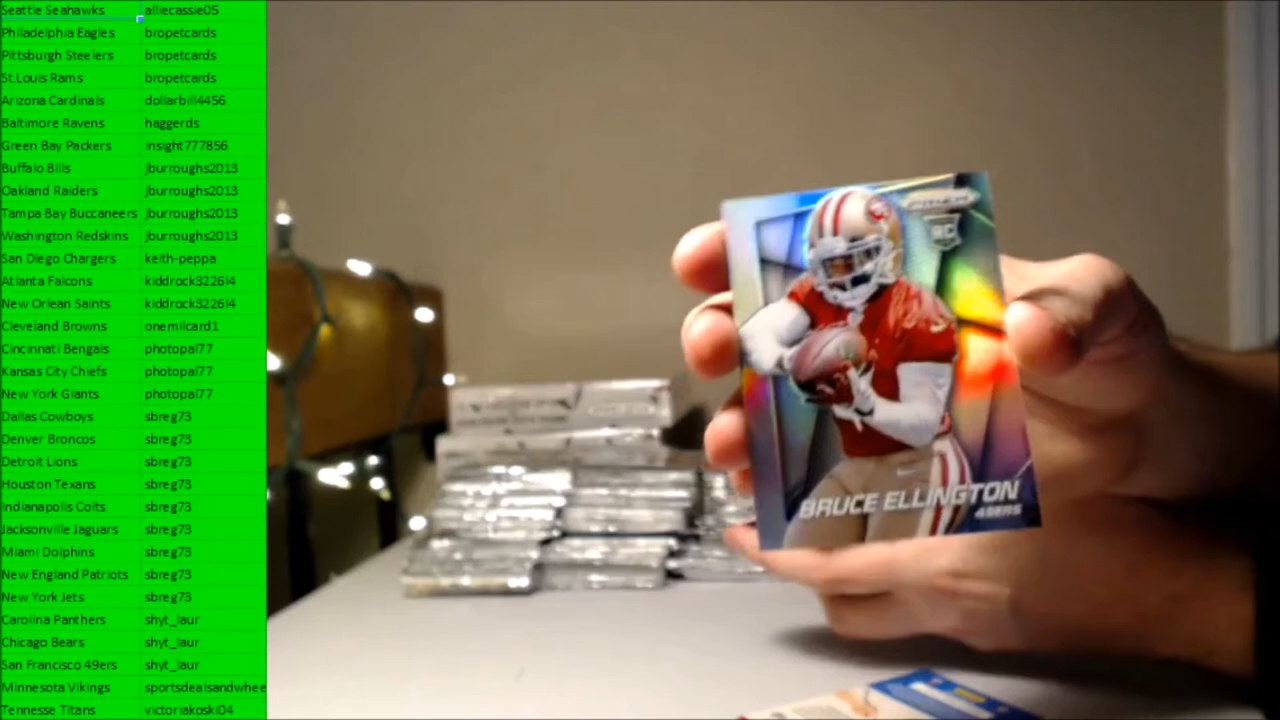 Seattle Seahawks alliecassie05
Philadelphia Eagles bropetcards
Pittsburgh Steelers bropetcards
St.Louis Rams bropetcards
Arizona Cardinals dollarbill4456
Baltimore Ravens haggerds
Green Bay Packers insight777856
Buffalo Bills jburroughs2013
Oakland Raiders jburroughs2013
Tampa Bay Buccaneers jburroughs2013
Washington Redskins jburroughs2013
San Diego Chargers keith-peppa
Atlanta Falcons kiddrock3226l4
New Orlean Saints kiddrock3226l4
Cleveland Browns onemilcard1
Cincinnati Bengals photopal77
Kansas City Chiefs photopal77
New York Giants photopal77
Dallas Cowboys sbreg73
Denver Broncos sbreg73
Detroit Lions sbreg73
Houston Texans sbreg73
Indianapolis Colts sbreg73
Jacksonville Jaguars sbreg73
Miami Dolphins sbreg73
New England Patriots sbreg73
New York Jets sbreg73
Carolina Panthers shyt_laur
Chicago Bears shyt_laur
San Francisco 49ers shyt_laur
Minnesota Vikings sportsdealsandwhee
Tennesse Titans victoriakoski04
PRIZM
RC
BRUCE ELLINGTON
49ERS